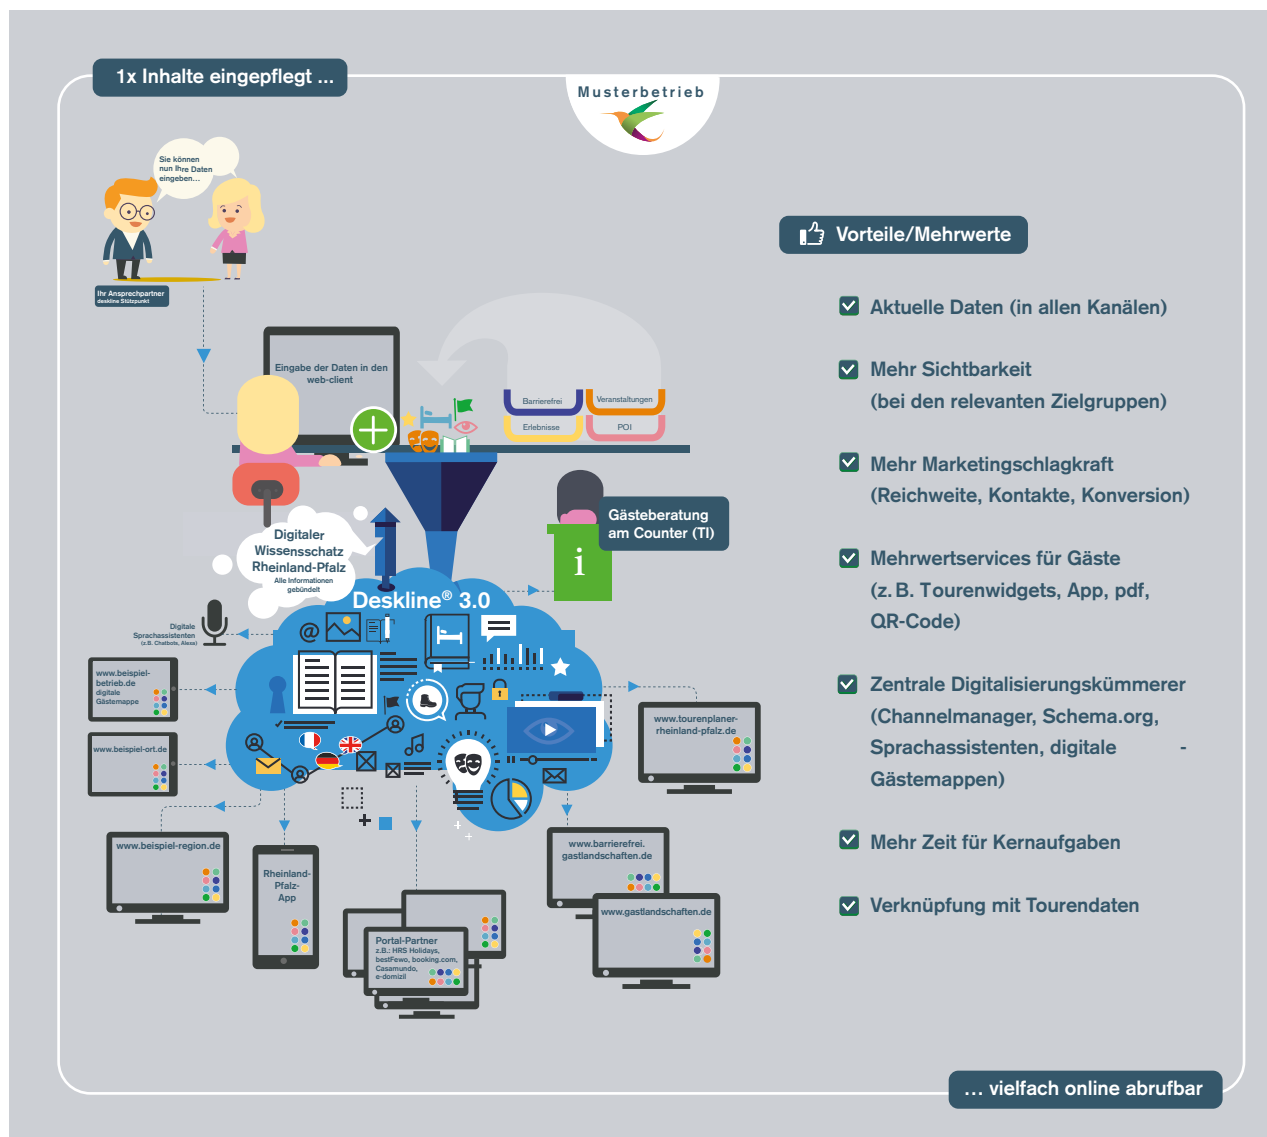 1x Inhalte eingepflegt ...
Musterbetrieb
Sie können
nun Ihre Daten
eingeben...
Ihr Ansprechpartner
deskline Stützpunkt
Eingabe der Daten in den
web-client
Barrierefrei
Veranstaltungen
Erlebnisse
POI
Gästeberatung
am Counter (TI)
i
Digitaler
Wissensschatz
Rheinland-Pfalz
Alle Informationen
gebündelt
Deskline® 3.0
@
Digitale
Sprachassistenten
(z.B. Chatbots, Alexa)
www.beispiel-
betrieb.de
digitale
Gästemappe
www.beispiel-ort.de
www.beispiel-region.de
Rheinland-
Pfalz-
App
Portal-Partner
z.B.: HRS Holidays,
bestFewo, booking.com,
Casamundo,
e-domizil
www.barrierefrei.
gastlandschaften.de
www.gastlandschaften.de
www.tourenplaner-
rheinland-pfalz.de
Vorteile/Mehrwerte
Aktuelle Daten (in allen Kanälen)
Mehr Sichtbarkeit
(bei den relevanten Zielgruppen)
Mehr Marketingschlagkraft
(Reichweite, Kontakte, Konversion)
Mehrwertservices für Gäste
(z. B. Tourenwidgets, App, pdf,
QR-Code)
Zentrale Digitalisierungskümmerer
(Channelmanager, Schema.org,
Sprachassistenten, digitale -
Gästemappen)
Mehr Zeit für Kernaufgaben
Verknüpfung mit Tourendaten
... vielfach online abrufbar